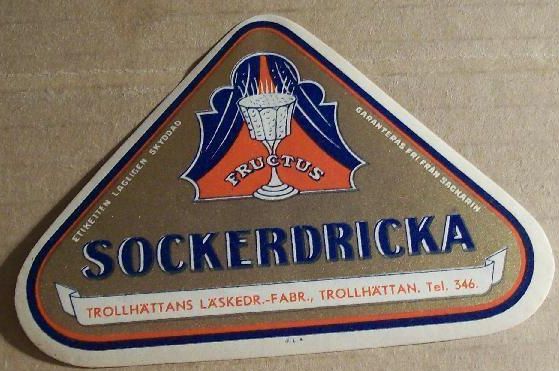 ETIKETTEN LAGLIGEN SKYDDAD
GARANTERAS FRI FRÅN SACKARIN
FRUCTUS
SOCKERDRICKA
TROLLHÄTTANS LÄSKEDR.-FABR., TROLLHÄTTAN. Tel. 346.